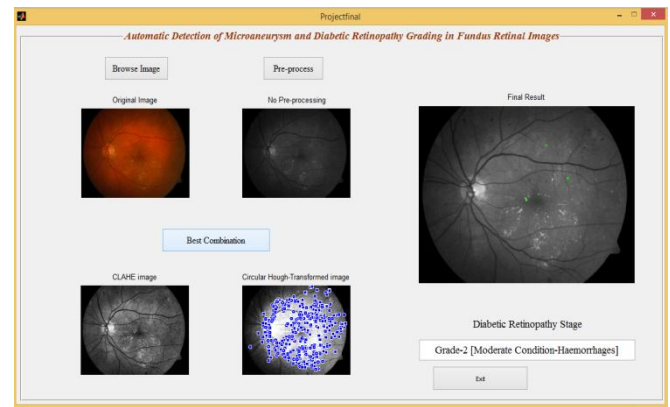 Projectfinal
Automatic Detection of Microaneurysm and Diabetic Retinopathy Grading in Fundus Retinal Images
Browse Image
Pre-process
Original Image
No Pre-processing
Final Result
Best Combination
CLAHE image
Circular Hough-Transformed image
Diabetic Retinopathy Stage
Grade-2 [Moderate Condition-Haemorrhages]
Exit